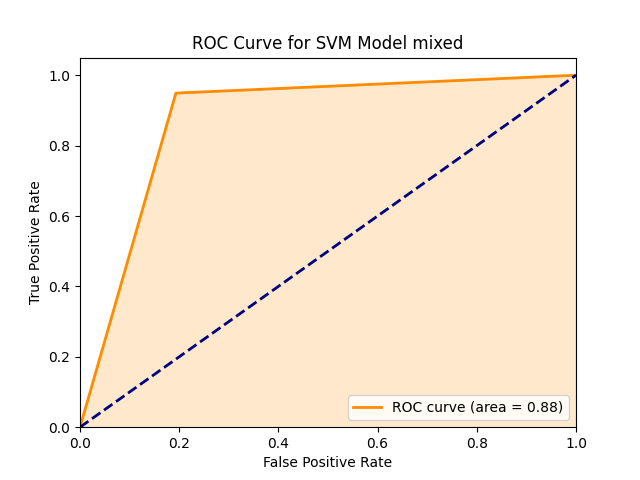 ROC Curve for SVM Model mixed
True Positive Rate
1.0
0.8
0.6
0.4
0.2
0.0
ROC curve (area = 0.88)
0.0 0.2 0.4 0.6 0.8 1.0
False Positive Rate